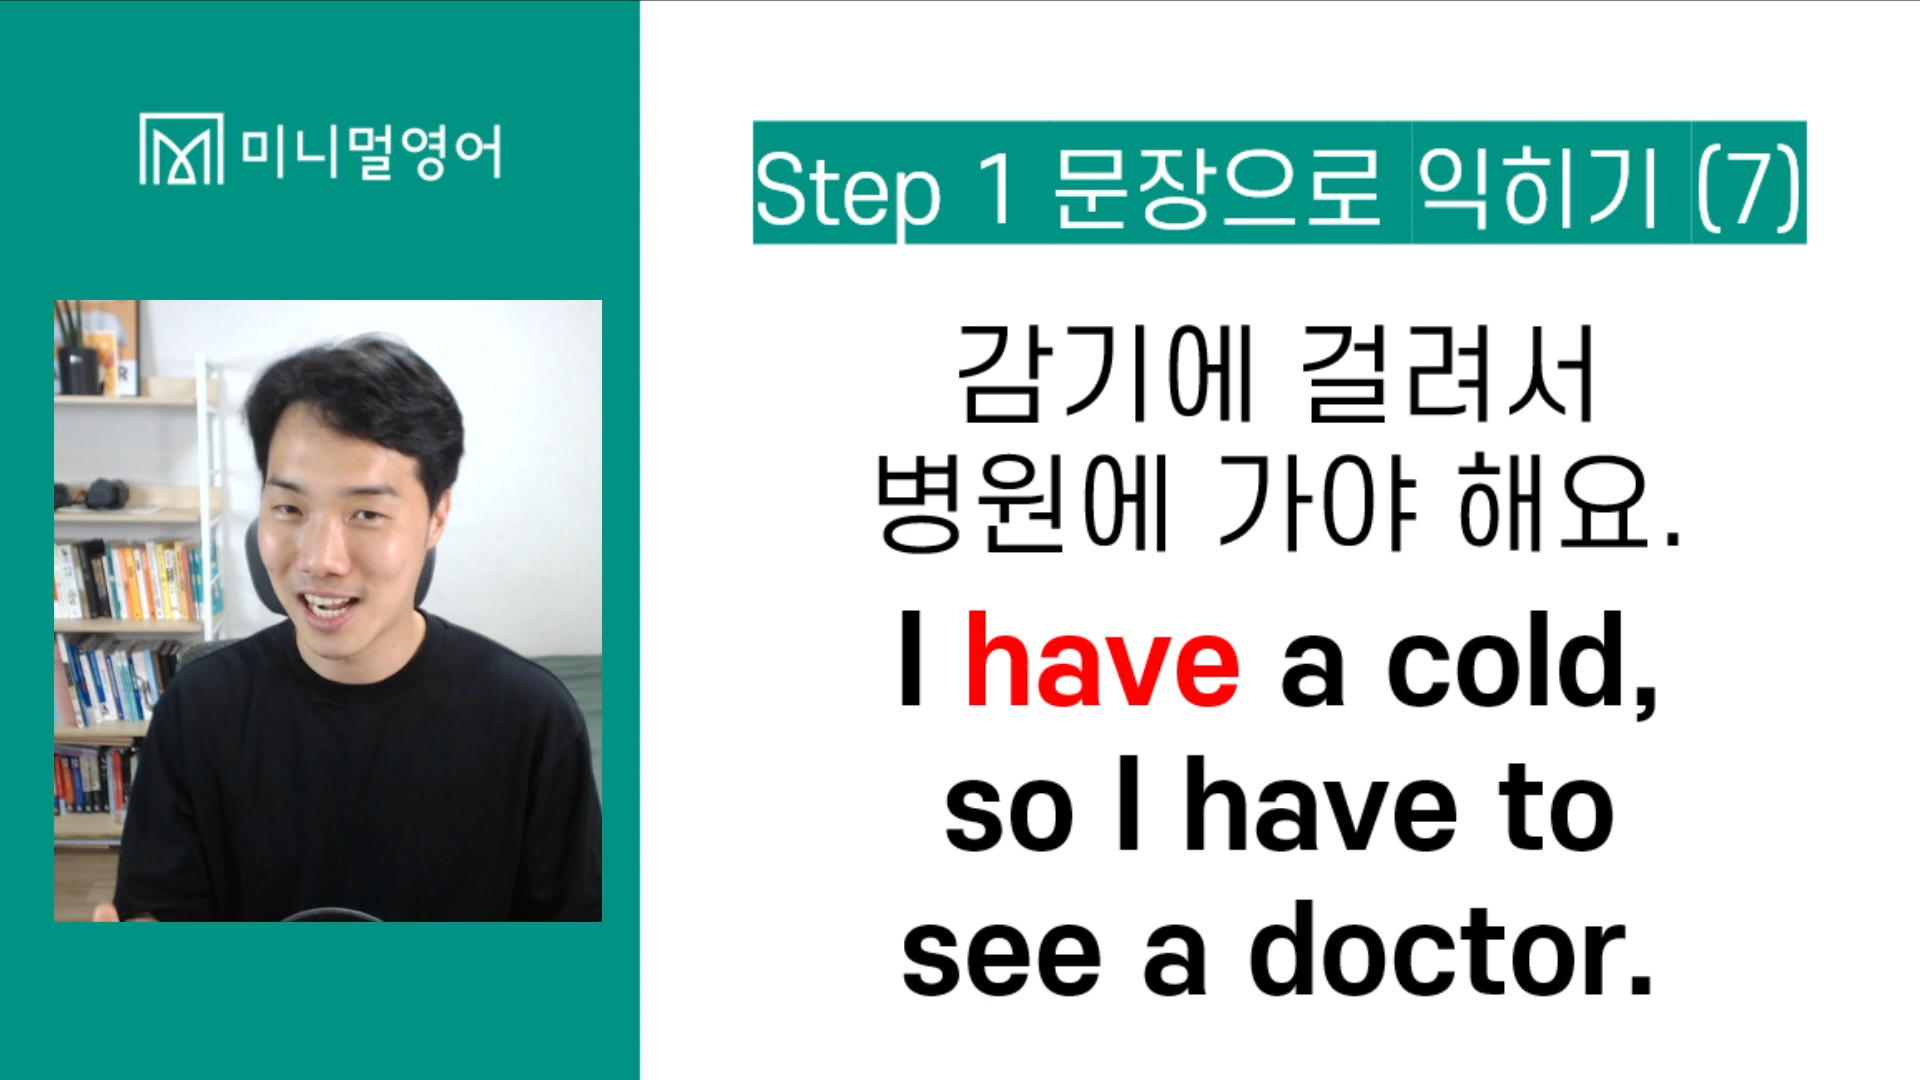 미니멀영어
Step 1 문장으로 익히기 (7)
감기에 걸려서
병원에 가야 해요.
I have a cold,
so I have to
see a doctor.